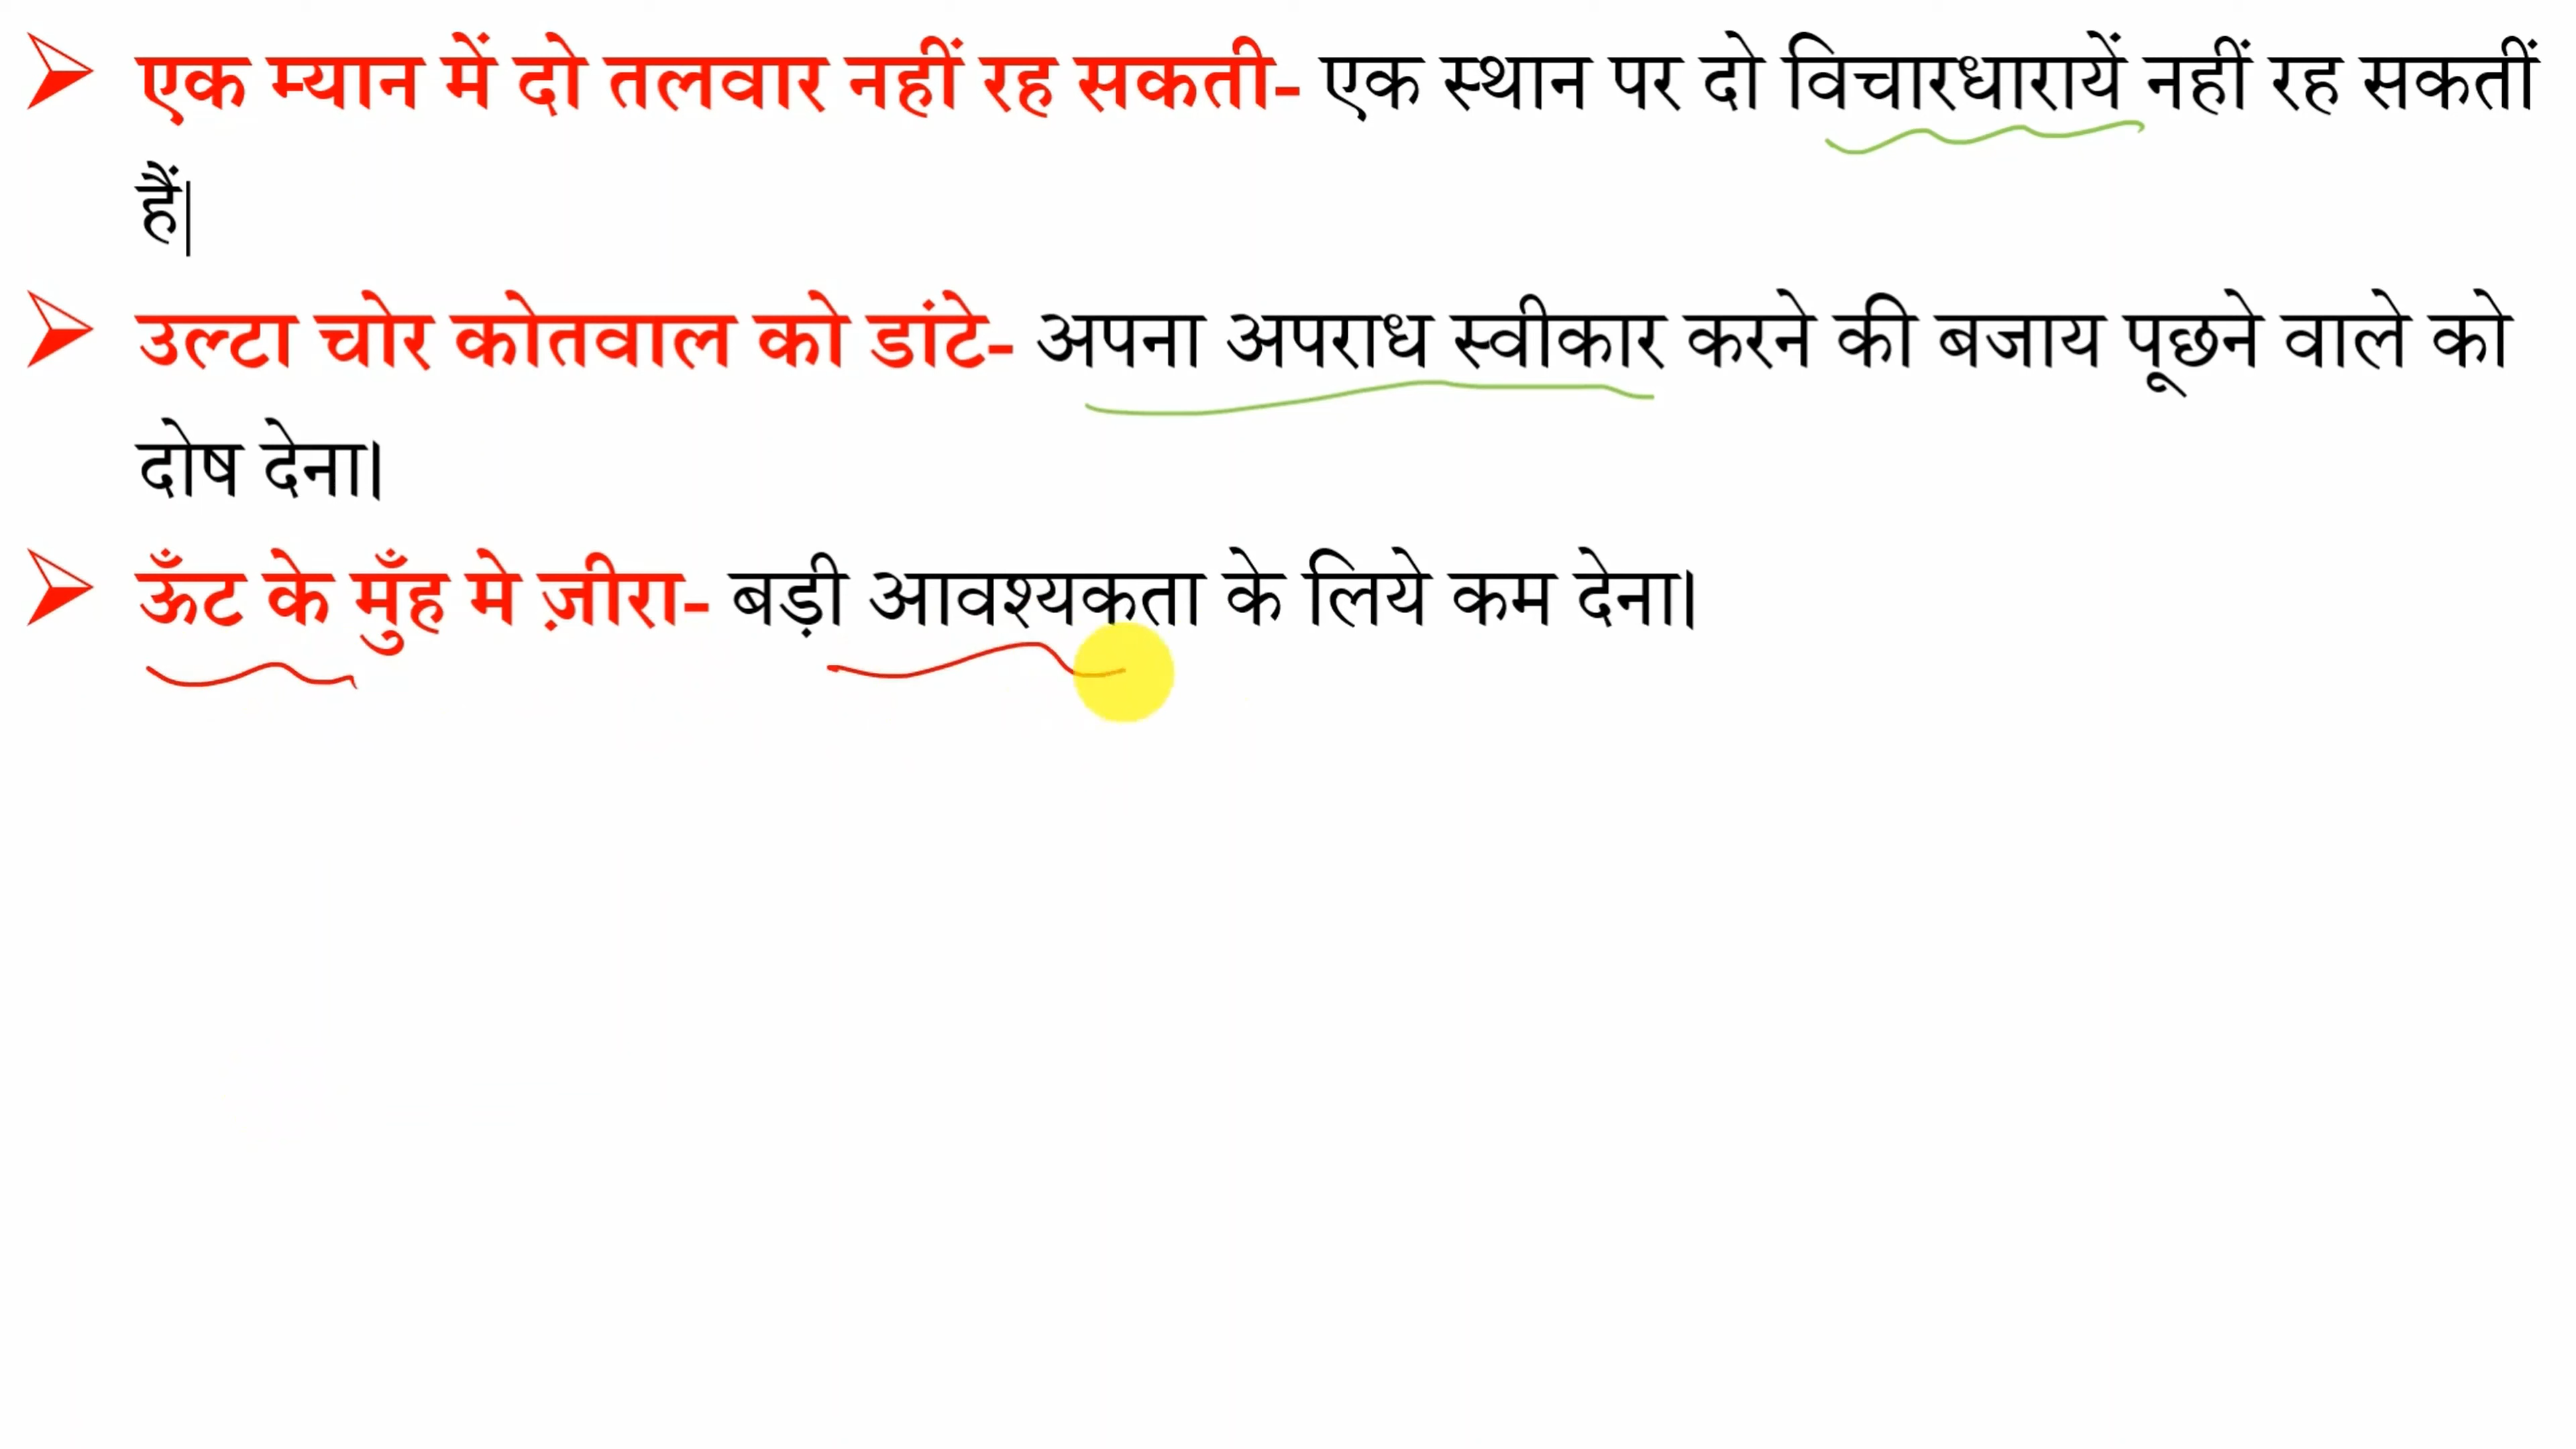 एक म्यान में दो तलवार नहीं रह सकती- एक स्थान पर दो विचारधारायें नहीं रह सकतीं
हैं|
उल्टा चोर कोतवाल को डांटे- अपना अपराध स्वीकार करने की बजाय पूछने वाले को
दोष देना।
ऊँट के मुँह मे ज़ीरा- बड़ी आवश्यकता के लिये कम देना।